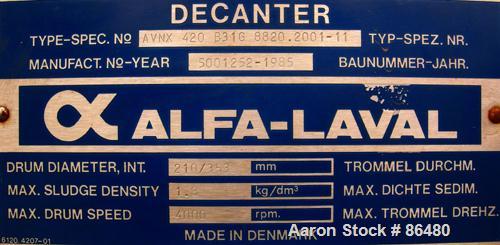 DECANTER
TYPE-SPEC. Nº AVNX 420 B31G 8820.2001-11 TYP-SPEZ. NR.
MANUFACT. Nº-YEAR 5001252-1985 BAUNUMMER-JAHR.
α ALFA-LAVAL
DRUM DIAMETER, INT. mm TROMMEL DURCHM.
MAX. SLUDGE DENSITY kg/dm³ MAX. DICHTE SEDIM.
MAX. DRUM SPEED 4000 rpm. MAX. TROMMEL DREHZ.
MADE IN DENMARK
6120 4207-01
Aaron Stock # 86480